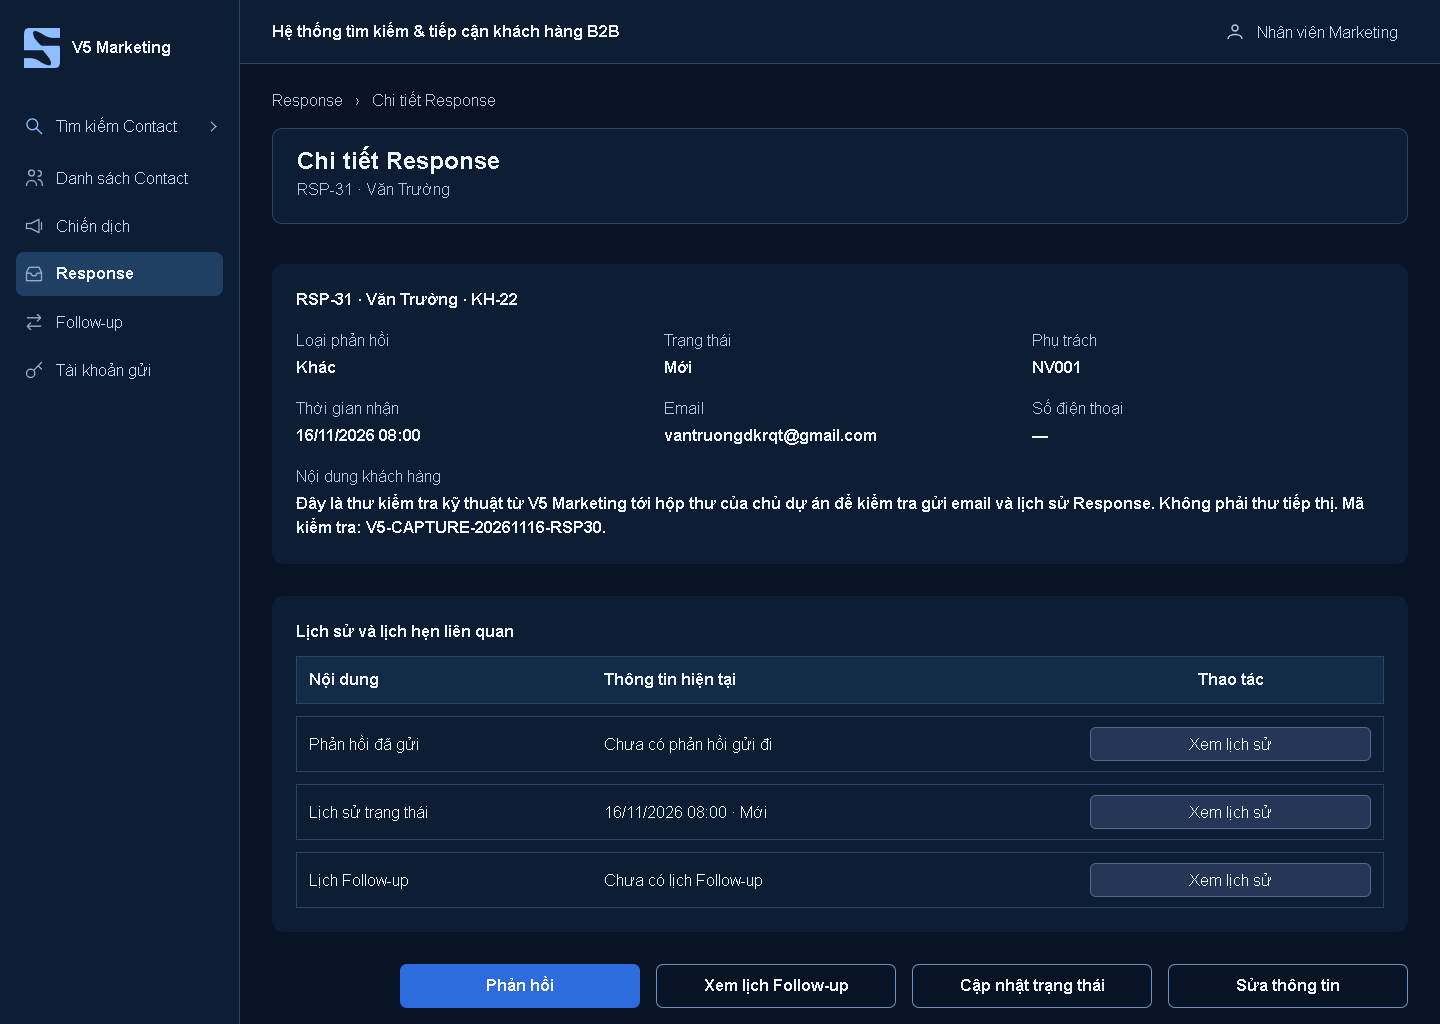 V5 Marketing
Tìm kiếm Contact
Danh sách Contact
Chiến dịch
Response
Follow-up
Tài khoản gửi
Hệ thống tìm kiếm & tiếp cận khách hàng B2B
Nhân viên Marketing
Response › Chi tiết Response
Chi tiết Response
RSP-31 · Văn Trường
RSP-31 · Văn Trường · KH-22
Loại phản hồi Trạng thái Phụ trách
Khác Mới NV001
Thời gian nhận Email Số điện thoại
16/11/2026 08:00 vantruongdkrqt@gmail.com —
Nội dung khách hàng
Đây là thư kiểm tra kỹ thuật từ V5 Marketing tới hộp thư của chủ dự án để kiểm tra gửi email và lịch sử Response. Không phải thư tiếp thị. Mã
kiểm tra: V5-CAPTURE-20261116-RSP30.
Lịch sử và lịch hẹn liên quan
Nội dung Thông tin hiện tại Thao tác
Phản hồi đã gửi Chưa có phản hồi gửi đi Xem lịch sử
Lịch sử trạng thái 16/11/2026 08:00 · Mới Xem lịch sử
Lịch Follow-up Chưa có lịch Follow-up Xem lịch sử
Phản hồi Xem lịch Follow-up Cập nhật trạng thái Sửa thông tin